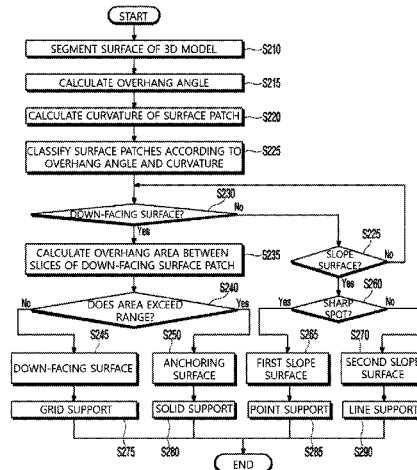 START
SEGMENT SURFACE OF 3D MODEL
S210
CALCULATE OVERHANG ANGLE
S215
CALCULATE CURVATURE OF SURFACE PATCH
S220
CLASSIFY SURFACE PATCHES ACCORDING TO
OVERHANG ANGLE AND CURVATURE
S225
S230
DOWN-FACING SURFACE?
No
Yes
CALCULATE OVERHANG AREA BETWEEN
SLICES OF DOWN-FACING SURFACE PATCH
S235
S225
SLOPE
SURFACE?
No
Yes
S240
DOES AREA EXCEED
RANGE?
No
Yes
S260
SHARP
SPOT?
Yes
No
S245
DOWN-FACING SURFACE
S250
ANCHORING
SURFACE
S265
FIRST SLOPE
SURFACE
S270
SECOND SLOPE
SURFACE
GRID SUPPORT
SOLID SUPPORT
POINT SUPPORT
LINE SUPPORT
S275
S280
S285
S290
END